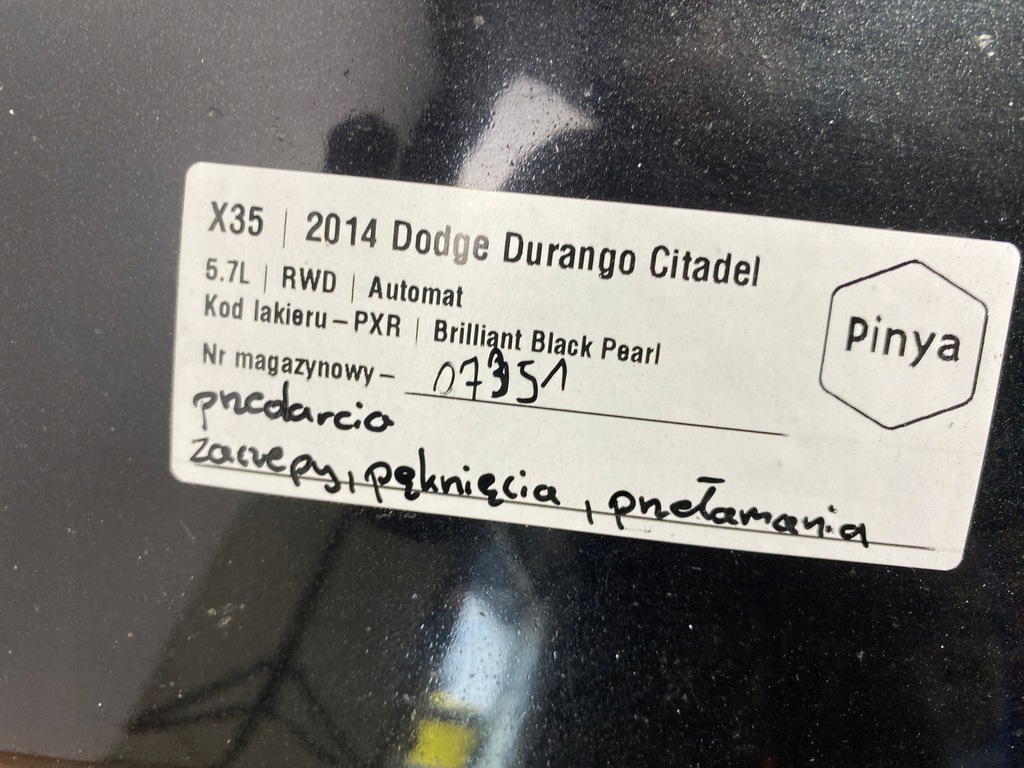 X35 | 2014 Dodge Durango Citadel
5.7L | RWD | Automat
Kod lakieru – PXR | Brilliant Black Pearl
Nr magazynowy – 07351
przedarcia
zaczepy, pęknięcia, przełamania
Pinya